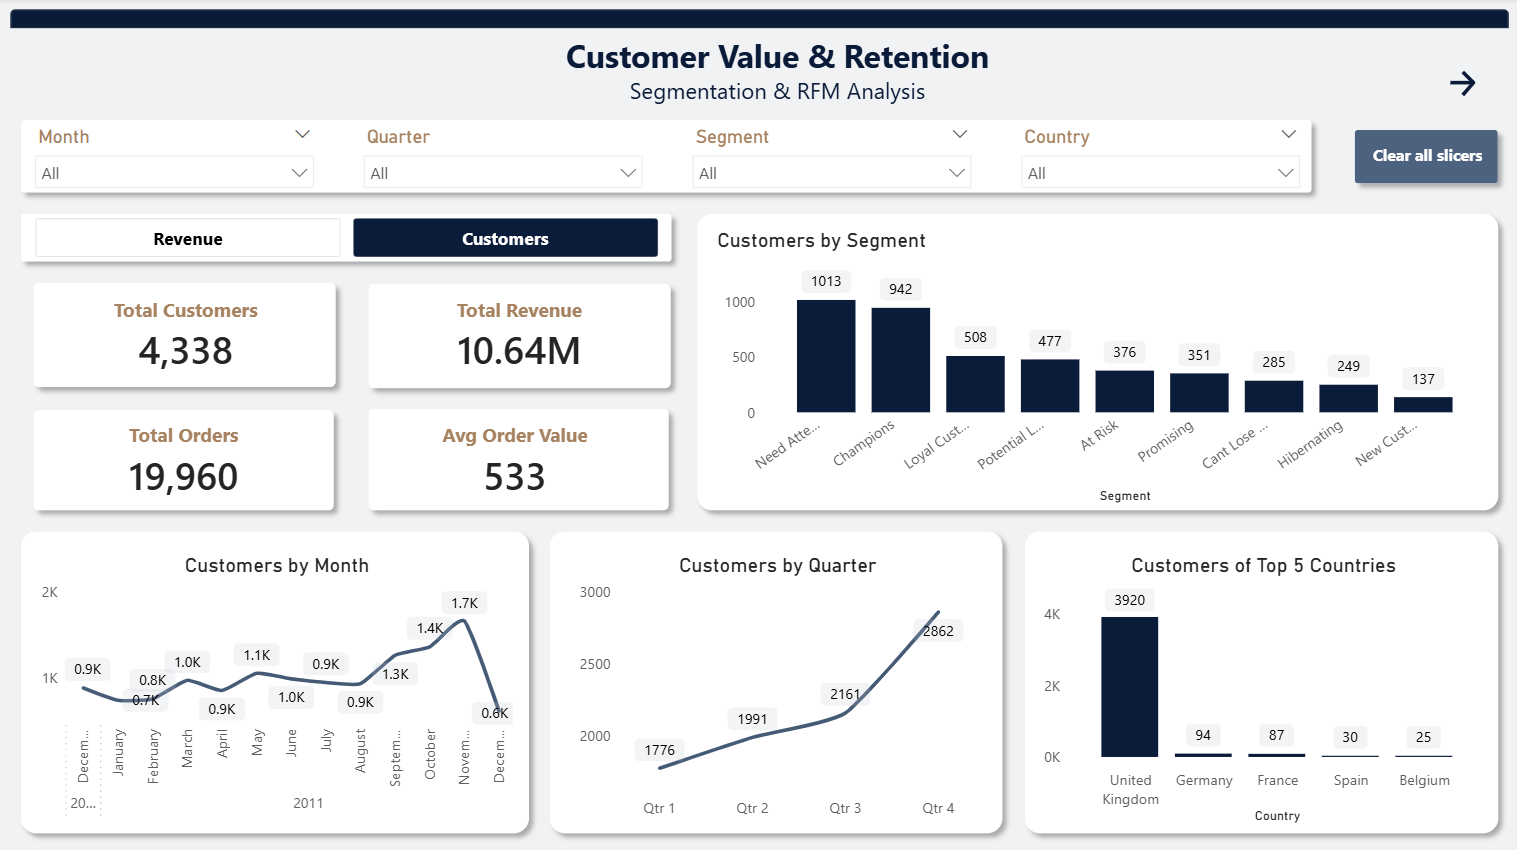 Customer Value & Retention
Segmentation & RFM Analysis
Month
Quarter
Segment
Country
All
All
All
All
Clear all slicers
Revenue
Customers
Total Customers
4,338
Total Revenue
10.64M
Total Orders
19,960
Avg Order Value
533
Customers by Segment
1000
500
0
1013
942
508
477
376
351
285
249
137
Need Atte...
Champions
Loyal Cust...
Potential L...
At Risk
Promising
Cant Lose ...
Hibernating
New Cust...
Segment
Customers by Month
2K
1K
0.9K
0.7K
0.8K
1.0K
0.9K
1.1K
1.0K
0.9K
0.9K
1.3K
1.4K
1.7K
0.6K
Decem...
January
February
March
April
May
June
July
August
Septem...
October
Novem...
Decem...
20...
2011
Customers by Quarter
3000
2500
2000
1776
1991
2161
2862
Qtr 1
Qtr 2
Qtr 3
Qtr 4
Customers of Top 5 Countries
4K
2K
0K
3920
94
87
30
25
United
Kingdom
Germany
France
Spain
Belgium
Country